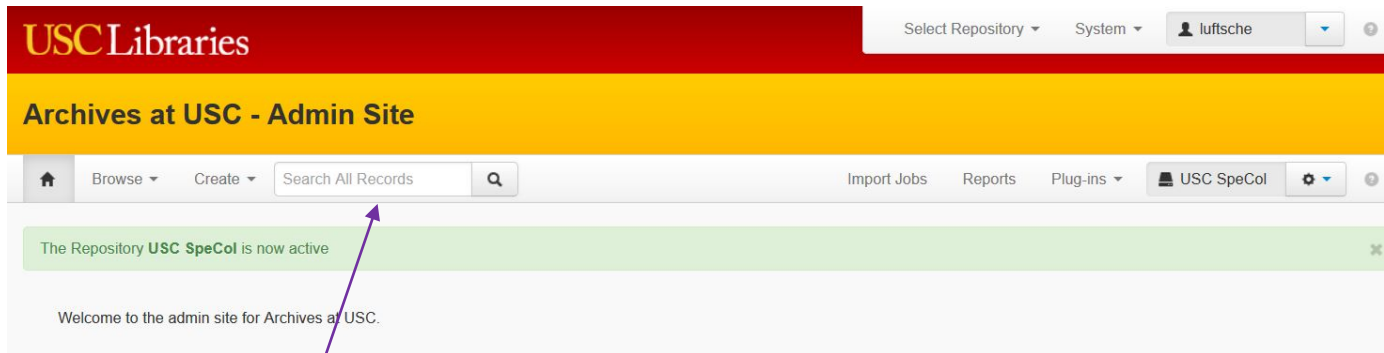 USC Libraries
Select Repository System luftsche
Archives at USC - Admin Site
Browse Create Search All Records Import Jobs Reports Plug-ins USC SpeCol
The Repository USC SpeCol is now active
Welcome to the admin site for Archives at USC.